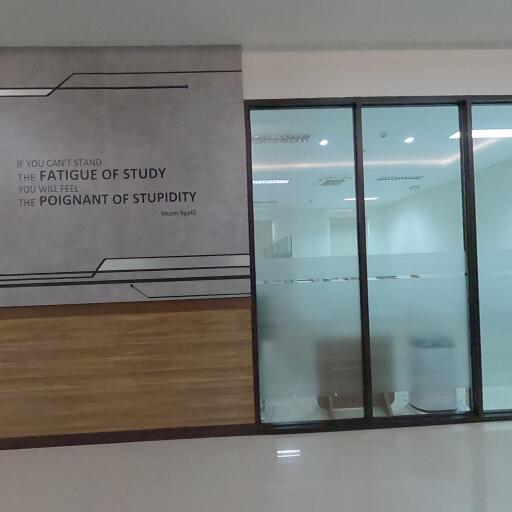 IF YOU CAN'T STAND
THE FATIGUE OF STUDY
YOU WILL FEEL
THE POIGNANT OF STUPIDITY
Imam Syafii